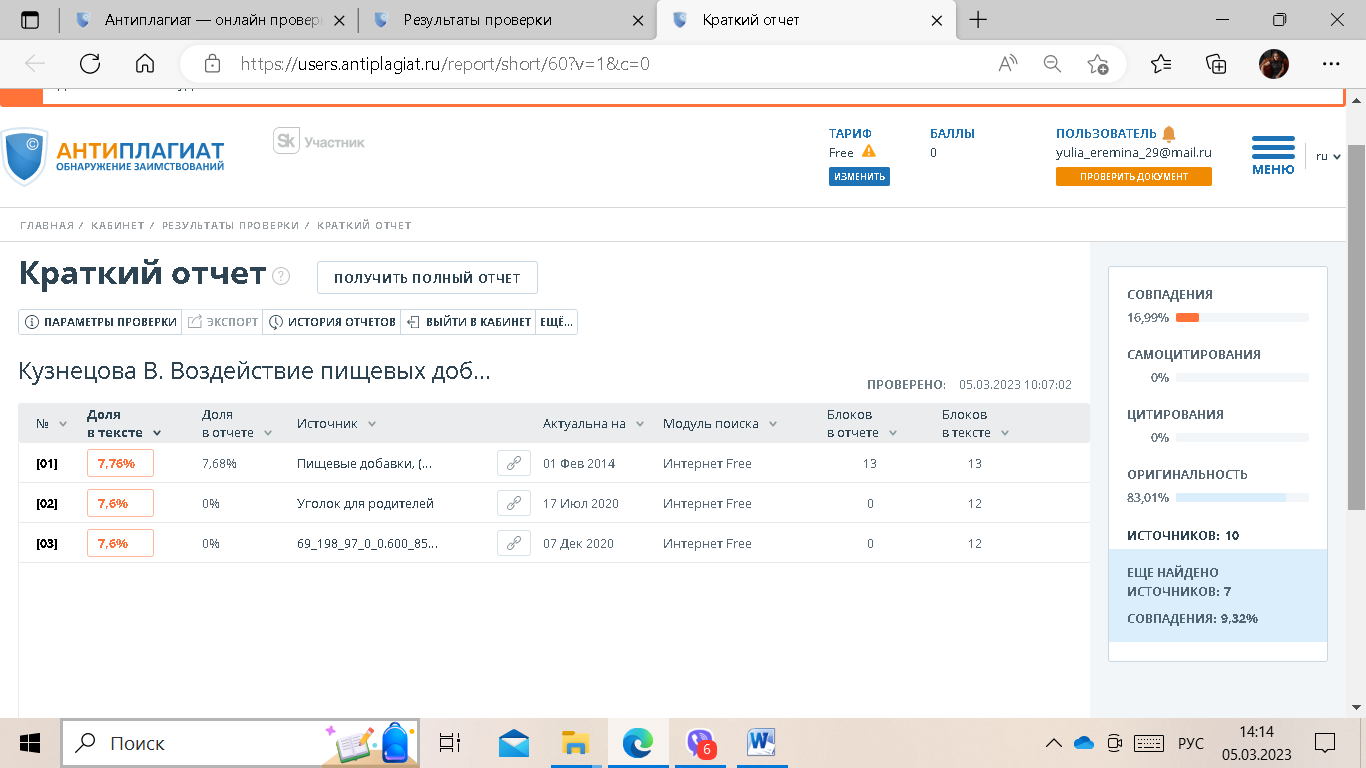 Антиплагиат — онлайн провер
Результаты проверки
Краткий отчет
https://users.antiplagiat.ru/report/short/60?v=1&c=0
АНТИПЛАГИАТ
ОБНАРУЖЕНИЕ ЗАИМСТВОВАНИЙ
Sk Участник
ТАРИФ
Free
ИЗМЕНИТЬ
БАЛЛЫ
0
ПОЛЬЗОВАТЕЛЬ
yulia_eremina_29@mail.ru
ПРОВЕРИТЬ ДОКУМЕНТ
МЕНЮ
ru
ГЛАВНАЯ / КАБИНЕТ / РЕЗУЛЬТАТЫ ПРОВЕРКИ / КРАТКИЙ ОТЧЕТ
Краткий отчет ?
ПОЛУЧИТЬ ПОЛНЫЙ ОТЧЕТ
ПАРАМЕТРЫ ПРОВЕРКИ ЭКСПОРТ ИСТОРИЯ ОТЧЕТОВ ВЫЙТИ В КАБИНЕТ ЕЩЁ...
Кузнецова В. Воздействие пищевых доб...
ПРОВЕРЕНО: 05.03.2023 10:07:02
№ Доля в тексте Доля в отчете Источник Актуальна на Модуль поиска Блоков в отчете Блоков в тексте
[01] 7,76% 7,68% Пищевые добавки, (... 01 Фев 2014 Интернет Free 13 13
[02] 7,6% 0% Уголок для родителей 17 Июл 2020 Интернет Free 0 12
[03] 7,6% 0% 69_198_97_0_0.600_85... 07 Дек 2020 Интернет Free 0 12
СОВПАДЕНИЯ
16,99%
САМОЦИТИРОВАНИЯ
0%
ЦИТИРОВАНИЯ
0%
ОРИГИНАЛЬНОСТЬ
83,01%
ИСТОЧНИКОВ: 10
ЕЩЕ НАЙДЕНО
ИСТОЧНИКОВ: 7
СОВПАДЕНИЯ: 9,32%
Поиск
6
РУС
14:14
05.03.2023